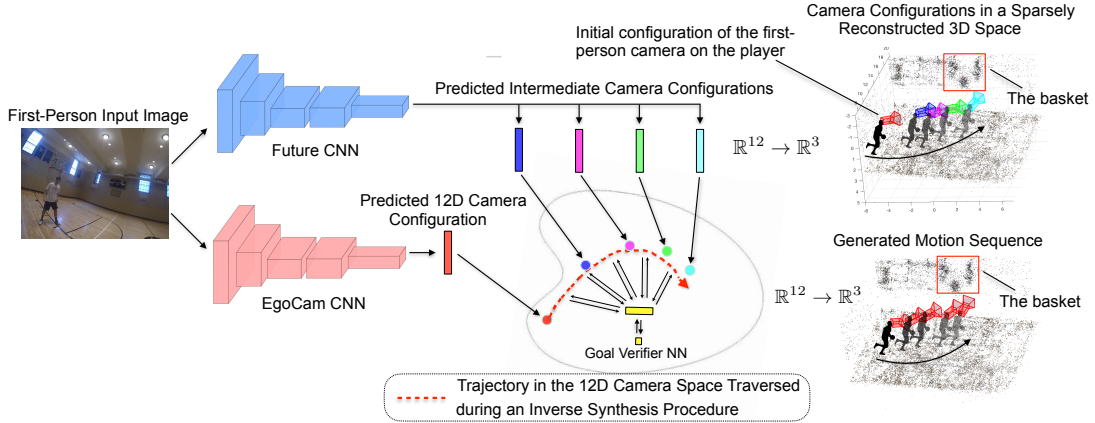 Camera Configurations in a Sparsely
Reconstructed 3D Space
Initial configuration of the first-
person camera on the player
The basket
First-Person Input Image
Future CNN
Predicted Intermediate Camera Configurations
ℝ¹² → ℝ³
Predicted 12D Camera
Configuration
EgoCam CNN
Goal Verifier NN
ℝ¹² → ℝ³
Generated Motion Sequence
The basket
Trajectory in the 12D Camera Space Traversed
during an Inverse Synthesis Procedure